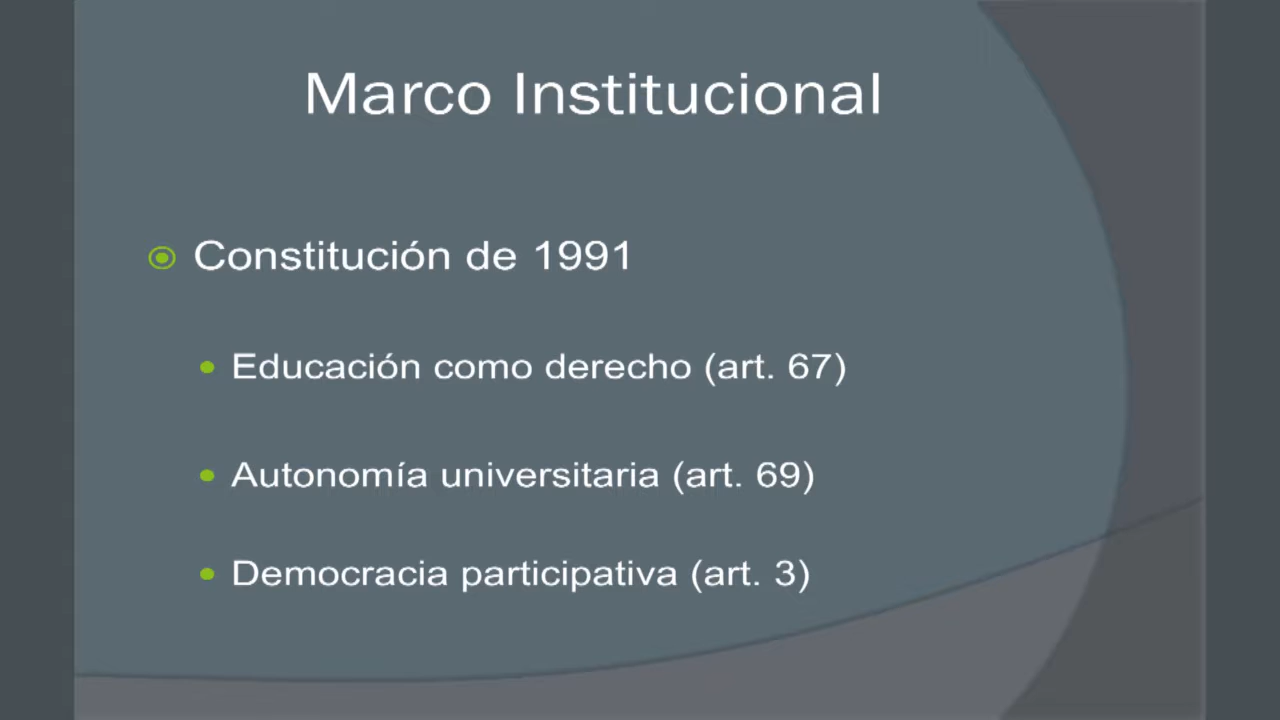 Marco Institucional
Constitución de 1991
Educación como derecho (art. 67)
Autonomía universitaria (art. 69)
Democracia participativa (art. 3)